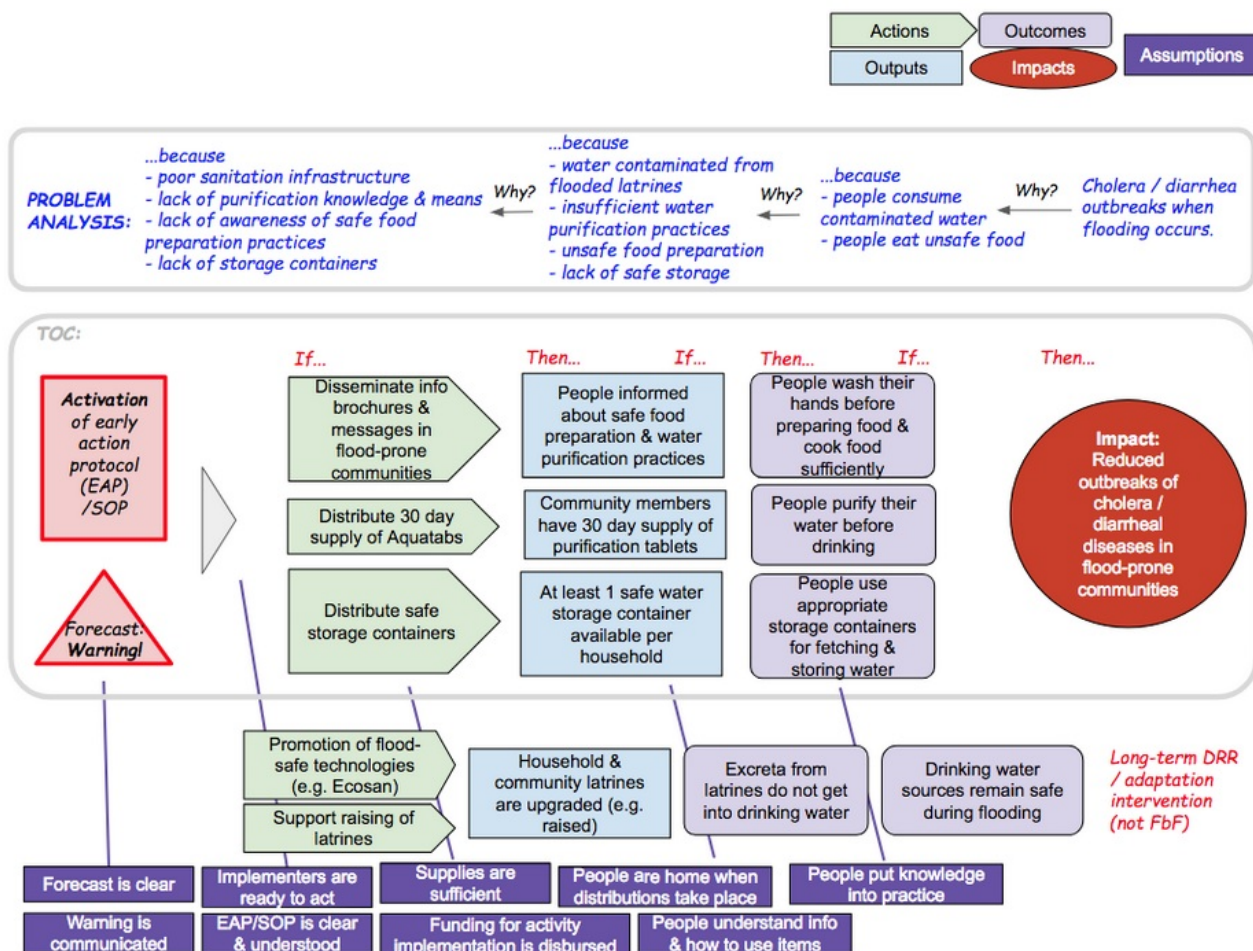 Actions
Outcomes
Outputs
Impacts
Assumptions
PROBLEM
ANALYSIS:
...because
- poor sanitation infrastructure
- lack of purification knowledge & means
- lack of awareness of safe food
preparation practices
- lack of storage containers
Why?
...because
- water contaminated from
flooded latrines
- insufficient water
purification practices
- unsafe food preparation
- lack of safe storage
Why?
...because
- people consume
contaminated water
- people eat unsafe food
Why?
Cholera / diarrhea
outbreaks when
flooding occurs.
TOC:
If...
Then...
If...
Then...
If...
Then...
Activation
of early
action
protocol
(EAP)
/SOP
Forecast:
Warning!
Disseminate info
brochures &
messages in
flood-prone
communities
People informed
about safe food
preparation & water
purification practices
People wash their
hands before
preparing food &
cook food
sufficiently
Distribute 30 day
supply of Aquatabs
Community members
have 30 day supply of
purification tablets
People purify their
water before
drinking
Distribute safe
storage containers
At least 1 safe water
storage container
available per
household
People use
appropriate
storage containers
for fetching &
storing water
Impact:
Reduced
outbreaks of
cholera /
diarrheal
diseases in
flood-prone
communities
Promotion of flood-
safe technologies
(e.g. Ecosan)
Support raising of
latrines
Household &
community latrines
are upgraded (e.g.
raised)
Excreta from
latrines do not get
into drinking water
Drinking water
sources remain safe
during flooding
Long-term DRR
/ adaptation
intervention
(not FbF)
Forecast is clear
Implementers are
ready to act
Supplies are
sufficient
People are home when
distributions take place
People put knowledge
into practice
Warning is
communicated
EAP/SOP is clear
& understood
Funding for activity
implementation is disbursed
People understand info
& how to use items